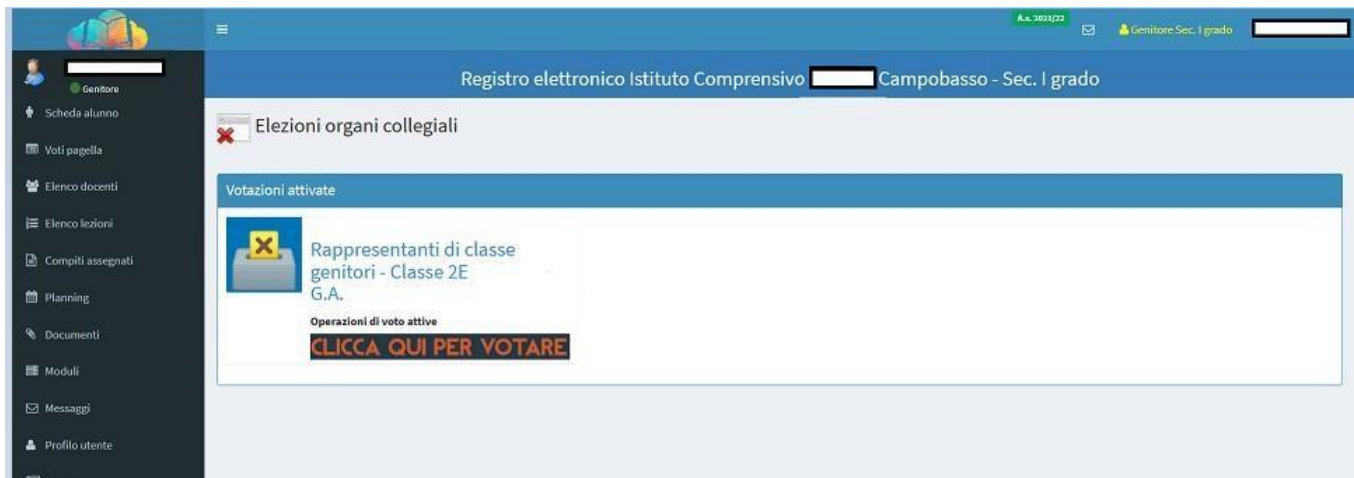 A.s. 2021/22
Genitore Sec. I grado
Genitore
Registro elettronico Istituto Comprensivo Campobasso - Sec. I grado
Scheda alunno
Voti pagella
Elenco docenti
Elenco lezioni
Compiti assegnati
Planning
Documenti
Moduli
Messaggi
Profilo utente
Elezioni organi collegiali
Votazioni attivate
Rappresentanti di classe
genitori - Classe 2E
G.A.
Operazioni di voto attive
CLICCA QUI PER VOTARE